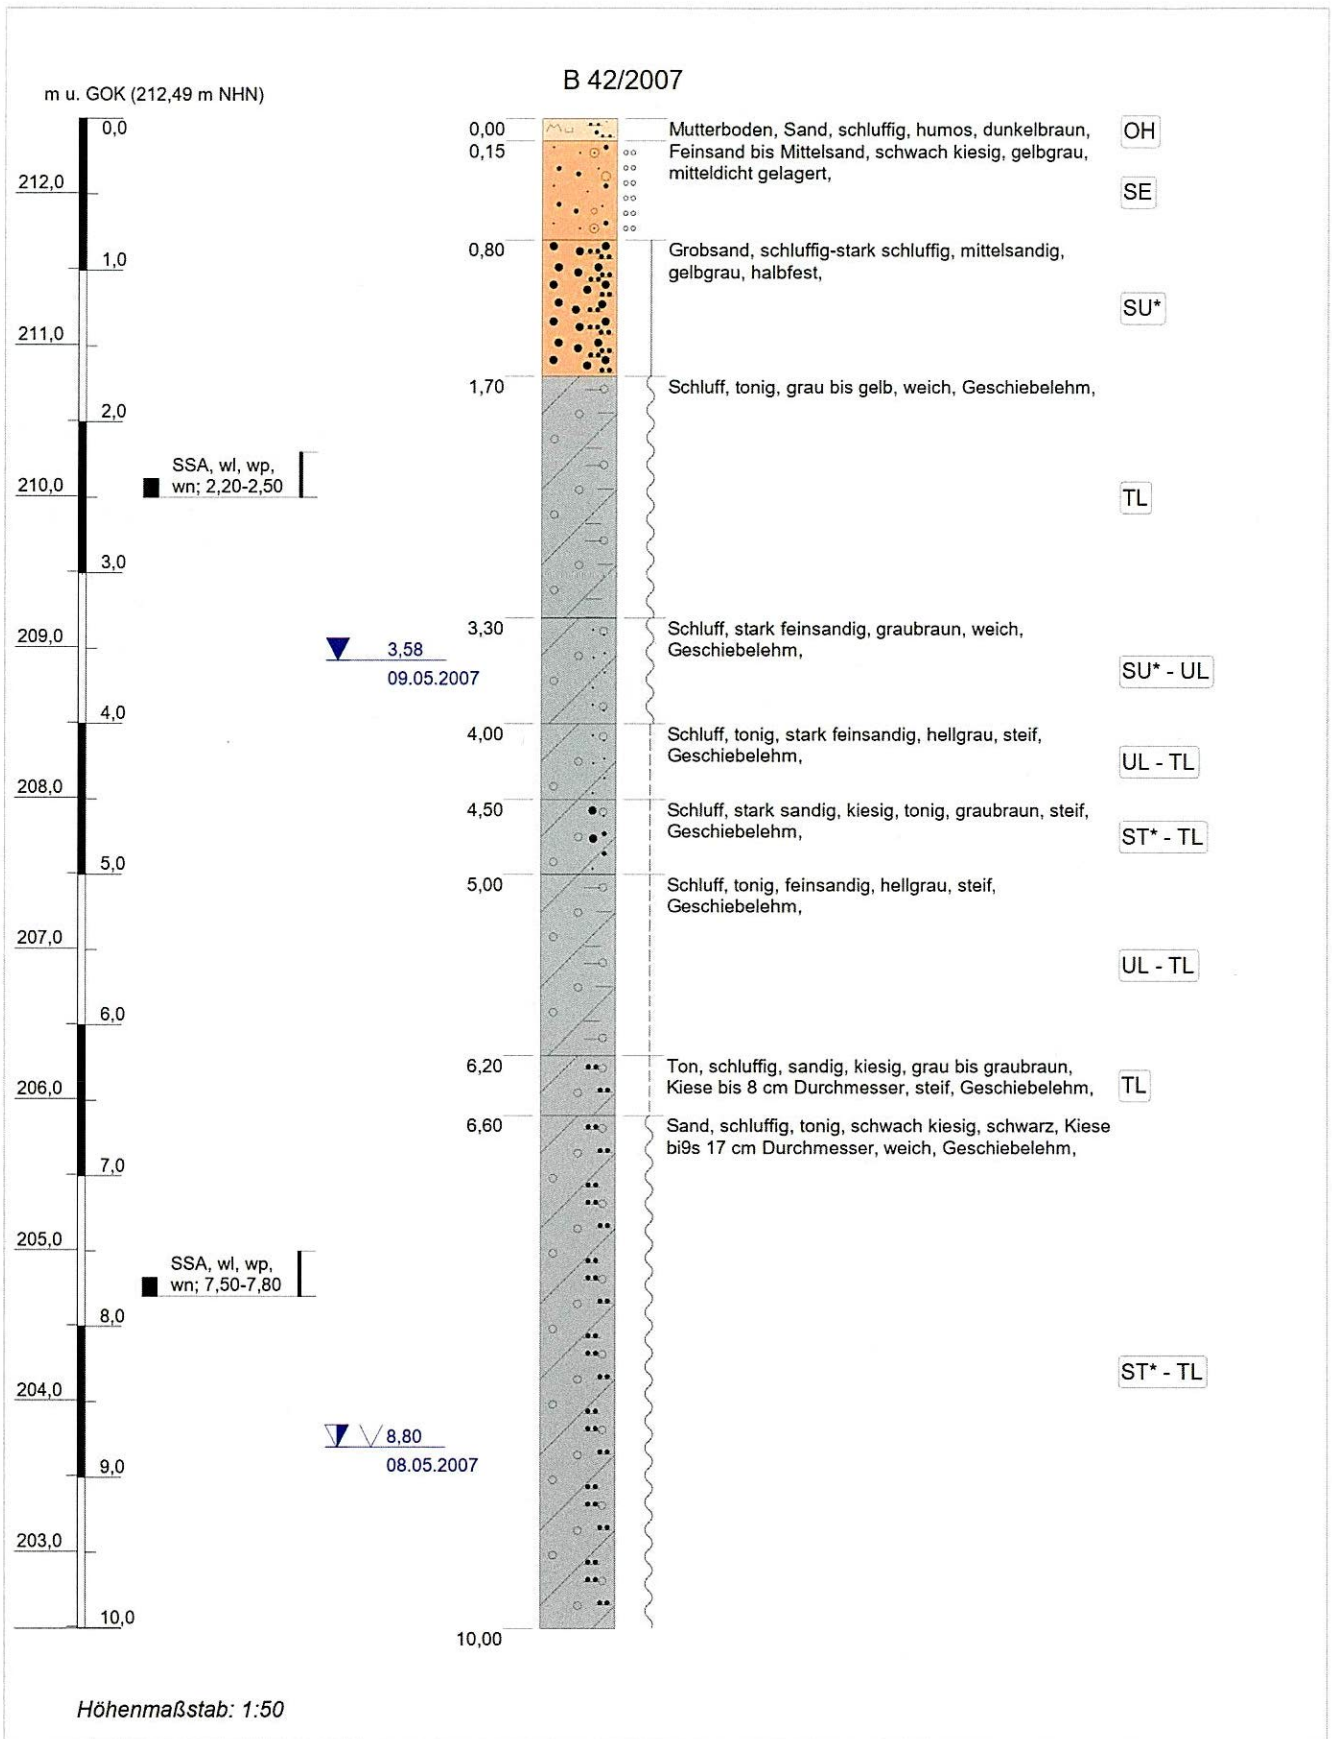 B 42/2007
m u. GOK (212,49 m NHN)
0,0
212,0
1,0
211,0
2,0
210,0
3,0
209,0
4,0
208,0
5,0
207,0
6,0
206,0
7,0
205,0
8,0
204,0
9,0
203,0
10,0
SSA, wl, wp,
wn; 2,20-2,50
3,58
09.05.2007
SSA, wl, wp,
wn; 7,50-7,80
8,80
08.05.2007
0,00
Mu
Mutterboden, Sand, schluffig, humos, dunkelbraun,
OH
0,15
Feinsand bis Mittelsand, schwach kiesig, gelbgrau,
mitteldicht gelagert,
SE
0,80
Grobsand, schluffig-stark schluffig, mittelsandig,
gelbgrau, halbfest,
SU*
1,70
Schluff, tonig, grau bis gelb, weich, Geschiebelehm,
TL
3,30
Schluff, stark feinsandig, graubraun, weich,
Geschiebelehm,
SU* - UL
4,00
Schluff, tonig, stark feinsandig, hellgrau, steif,
Geschiebelehm,
UL - TL
4,50
Schluff, stark sandig, kiesig, tonig, graubraun, steif,
Geschiebelehm,
ST* - TL
5,00
Schluff, tonig, feinsandig, hellgrau, steif,
Geschiebelehm,
UL - TL
6,20
Ton, schluffig, sandig, kiesig, grau bis graubraun,
Kiese bis 8 cm Durchmesser, steif, Geschiebelehm,
TL
6,60
Sand, schluffig, tonig, schwach kiesig, schwarz, Kiese
bi9s 17 cm Durchmesser, weich, Geschiebelehm,
ST* - TL
10,00
Höhenmaßstab: 1:50